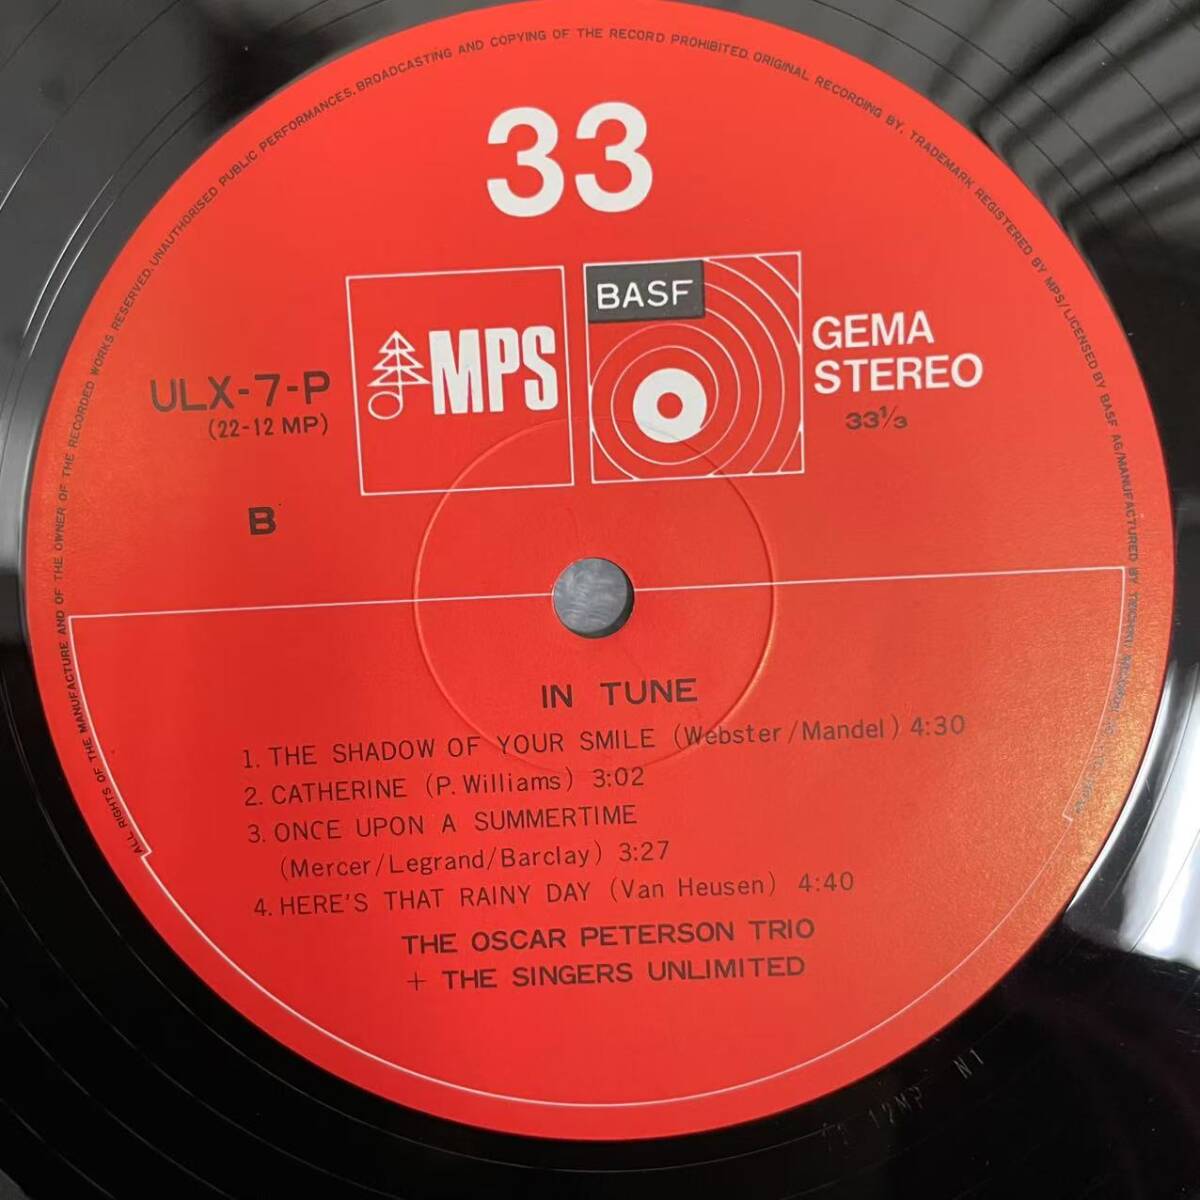 ALL RIGHTS OF THE MANUFACTURE AND OF THE OWNER OF THE RECORDED WORKS RESERVED. UNAUTHORISED PUBLIC PERFORMANCES, BROADCASTING AND COPYING OF THE RECORD PROHIBITED. ORIGINAL RECORDING BY. TRADEMARK REGISTERED BY MPS/LICENSED BY BASF AG/MANUFACTURED BY
33
MPS
BASF
GEMA
STEREO
33⅓
ULX-7-P
(22-12 MP)
B
IN TUNE
1. THE SHADOW OF YOUR SMILE (Webster/Mandel) 4:30
2. CATHERINE (P. Williams) 3:02
3. ONCE UPON A SUMMERTIME
(Mercer/Legrand/Barclay) 3:27
4. HERE'S THAT RAINY DAY (Van Heusen) 4:40
THE OSCAR PETERSON TRIO
+ THE SINGERS UNLIMITED
12MP N1